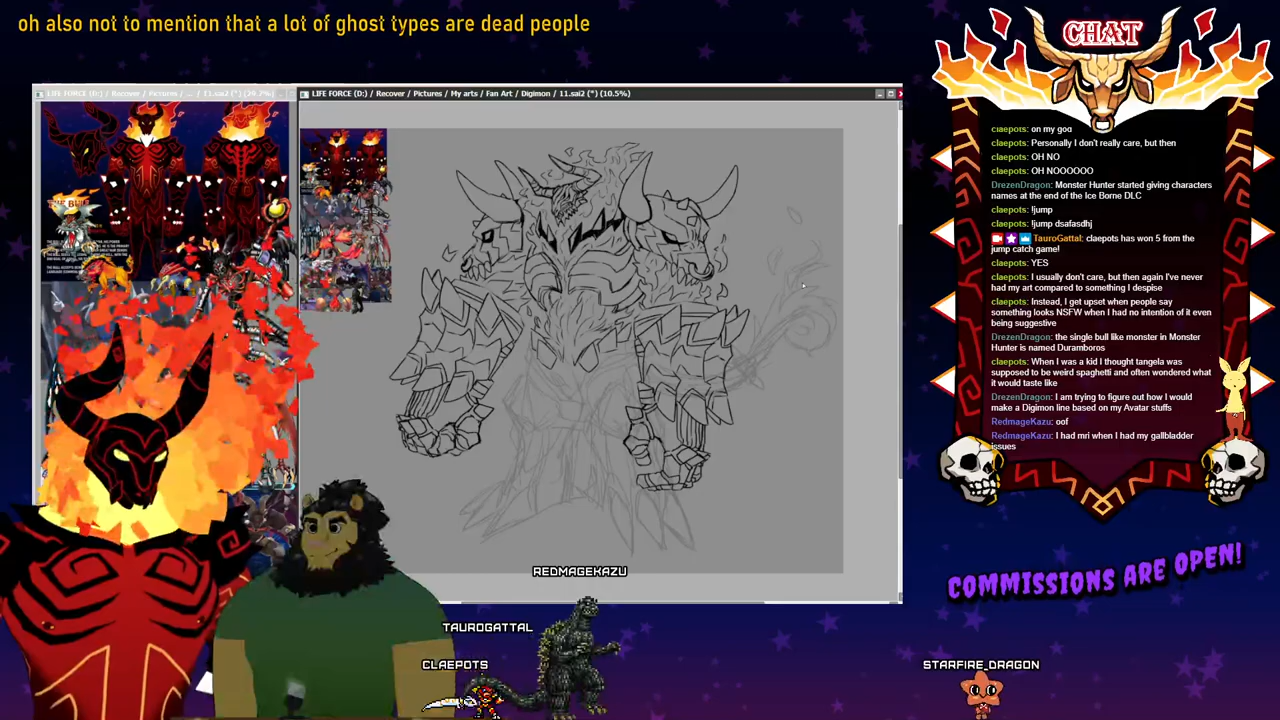 oh also not to mention that a lot of ghost types are dead people
CHAT
LIFE FORCE (D:) / Recover / Pictures / My arts / Fan Art / Digimon / 11.sai2 (*) (10.5%)
claepots: on my god
claepots: Personally I don't really care, but then
claepots: OH NO
claepots: OH NOOOOOO
DrezenDragon: Monster Hunter started giving characters
names at the end of the Ice Borne DLC
claepots: !jump
claepots: !jump dsafasdhj
TauroGattal: claepots has won 5 from the
jump catch game!
claepots: YES
claepots: I usually don't care, but then again I've never
had my art compared to something I despise
claepots: Instead, I get upset when people say
something looks NSFW when I had no intention of it even
being suggestive
DrezenDragon: the single bull like monster in Monster
Hunter is named Duramboros
claepots: When I was a kid I thought tangela was
supposed to be weird spaghetti and often wondered what
it would taste like
DrezenDragon: I am trying to figure out how I would
make a Digimon line based on my Avatar stuffs
RedmageKazu: oof
RedmageKazu: I had mri when I had my gallbladder
issues
COMMISSIONS ARE OPEN!
REDMAGEKAZU
TAUROGATTAL
CLAEPOTS
STARFIRE_DRAGON